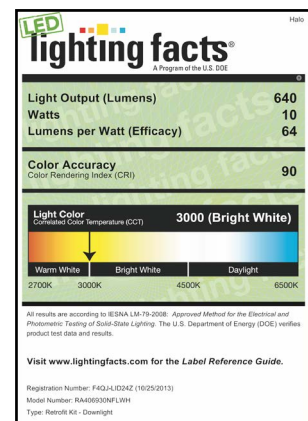 Halo
LED
lighting facts®
A Program of the U.S. DOE
Light Output (Lumens) 640
Watts 10
Lumens per Watt (Efficacy) 64
Color Accuracy 90
Color Rendering Index (CRI)
Light Color 3000 (Bright White)
Correlated Color Temperature (CCT)
Warm White Bright White Daylight
2700K 3000K 4500K 6500K
All results are according to IESNA LM-79-2008: Approved Method for the Electrical and
Photometric Testing of Solid-State Lighting. The U.S. Department of Energy (DOE) verifies
product test data and results.
Visit www.lightingfacts.com for the Label Reference Guide.
Registration Number: F4QJ-LID24Z (10/25/2013)
Model Number: RA406930NFLWH
Type: Retrofit Kit - Downlight